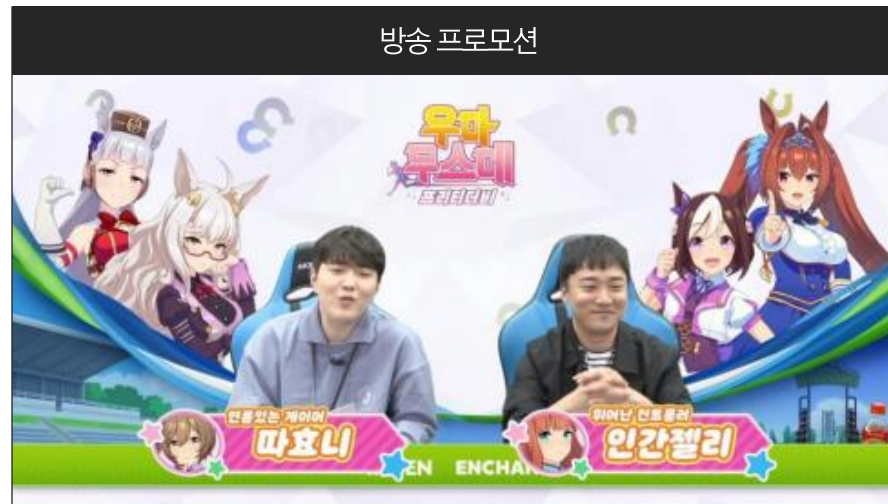 방송 프로모션
우마
무스메
프리티더비
연륜있는 게이머
따효니
뛰어난 컨트롤러
인간젤리
EN ENCHA